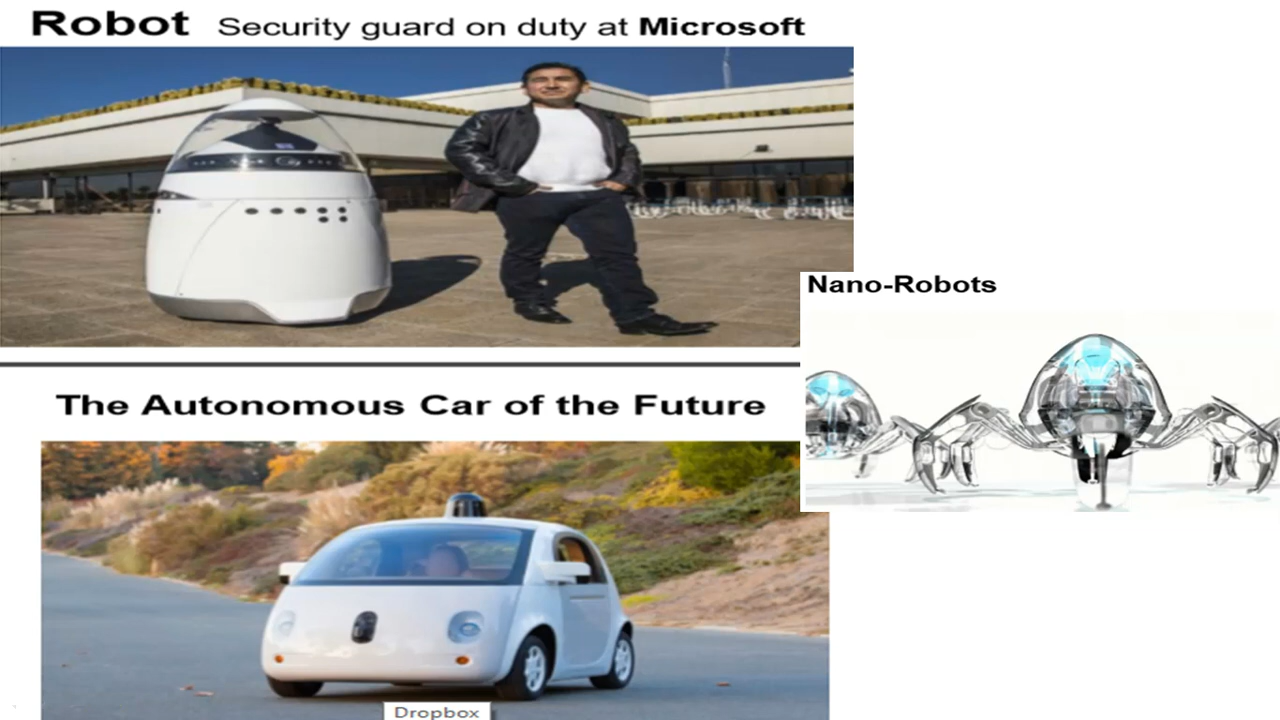 Robot Security guard on duty at Microsoft
Nano-Robots
The Autonomous Car of the Future
Dropbox